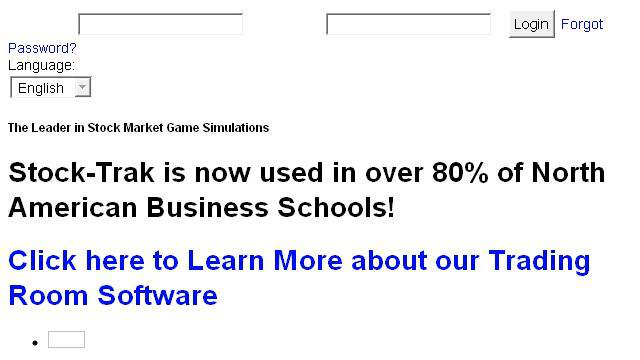 Login Forgot
Password?
Language:
English
The Leader in Stock Market Game Simulations
Stock-Trak is now used in over 80% of North
American Business Schools!
Click here to Learn More about our Trading
Room Software